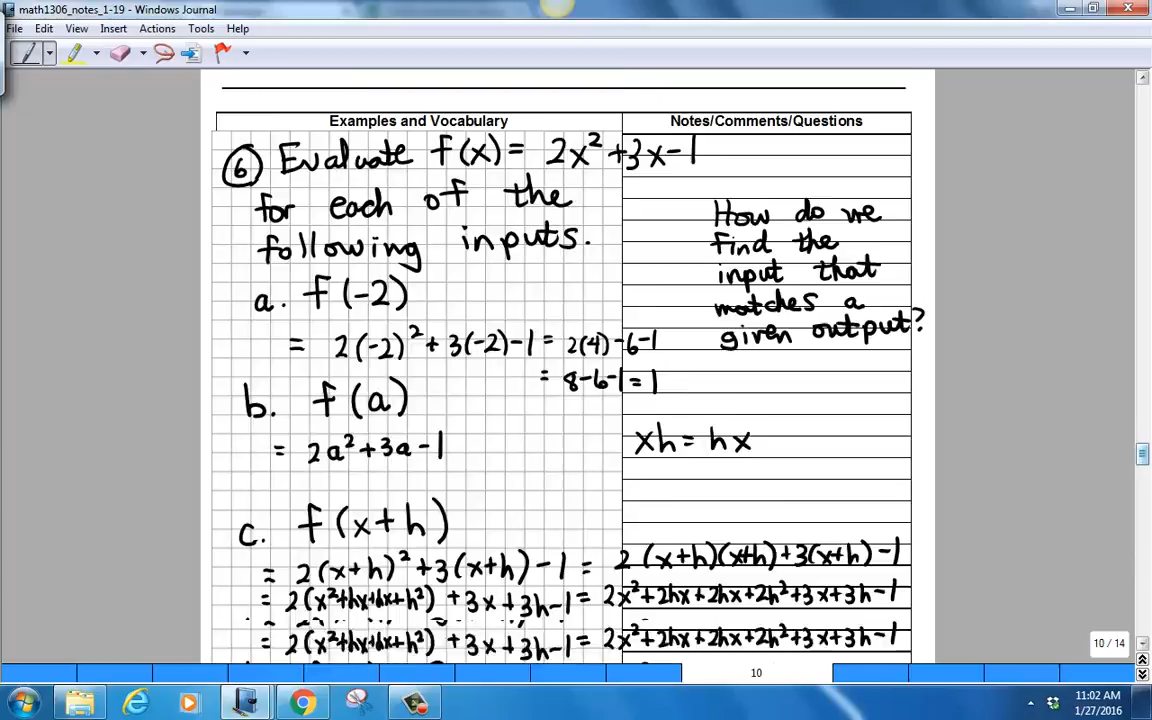 math1306_notes_1-19 - Windows Journal
File Edit View Insert Actions Tools Help
Examples and Vocabulary Notes/Comments/Questions
6 Evaluate f(x) = 2x² + 3x - 1
for each of the
following inputs.
How do we
find the
input that
matches a
given output?
a. f(-2)
= 2(-2)² + 3(-2) - 1 = 2(4) - 6 - 1
= 8 - 6 - 1 = 1
b. f(a)
= 2a² + 3a - 1
xh = hx
c. f(x+h)
= 2(x+h)² + 3(x+h) - 1 = 2(x+h)(x+h) + 3(x+h) - 1
= 2(x²+hx+hx+h²) + 3x + 3h - 1 = 2x² + 2hx + 2hx + 2h² + 3x + 3h - 1
= 2(x²+hx+hx+h²) + 3x + 3h - 1 = 2x² + 2hx + 2hx + 2h² + 3x + 3h - 1
10 / 14
10
11:02 AM
1/27/2016